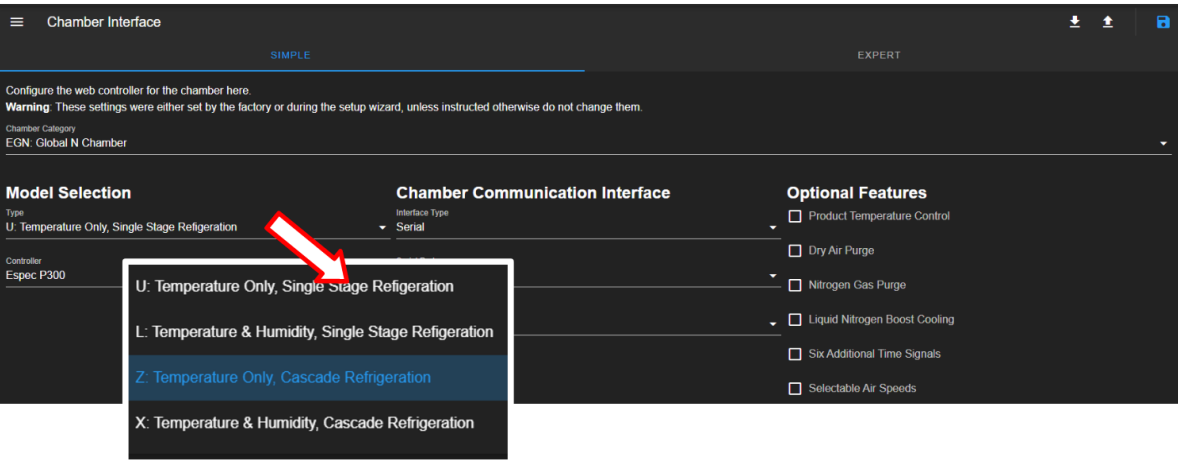 Chamber Interface
SIMPLE
EXPERT
Configure the web controller for the chamber here.
Warning: These settings were either set by the factory or during the setup wizard, unless instructed otherwise do not change them.
Chamber Category
EGN: Global N Chamber
Model Selection
Type
U: Temperature Only, Single Stage Refigeration
Controller
Espec P300
Chamber Communication Interface
Interface Type
Serial
Optional Features
Product Temperature Control
Dry Air Purge
Nitrogen Gas Purge
Liquid Nitrogen Boost Cooling
Six Additional Time Signals
Selectable Air Speeds
U: Temperature Only, Single Stage Refigeration
L: Temperature & Humidity, Single Stage Refigeration
Z: Temperature Only, Cascade Refrigeration
X: Temperature & Humidity, Cascade Refrigeration